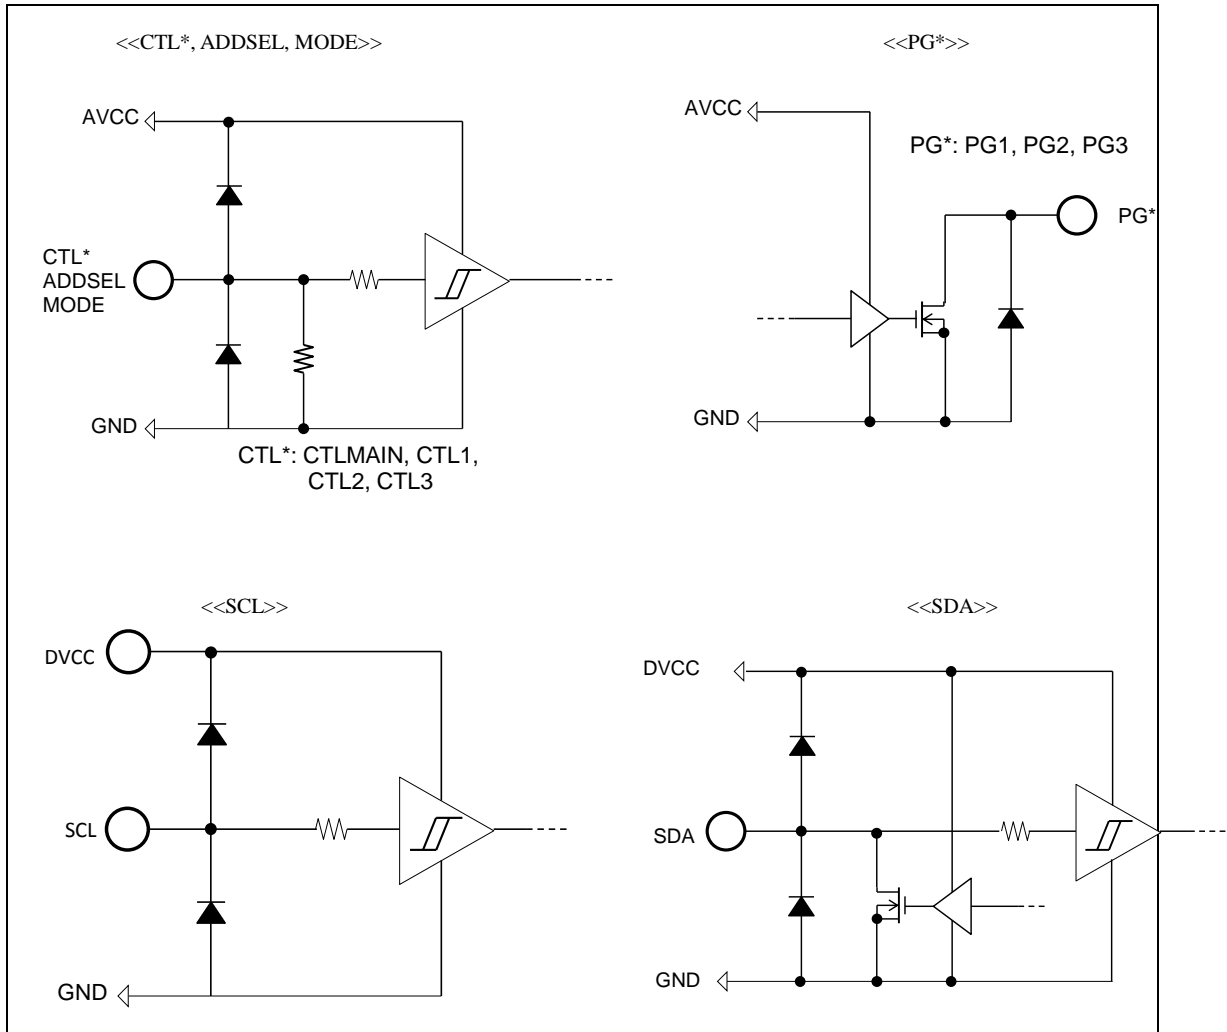 <<CTL*, ADDSEL, MODE>>
AVCC
CTL*
ADDSEL
MODE
GND
CTL*: CTLMAIN, CTL1,
CTL2, CTL3
<<PG*>>
AVCC
PG*: PG1, PG2, PG3
PG*
GND
<<SCL>>
DVCC
SCL
GND
<<SDA>>
DVCC
SDA
GND